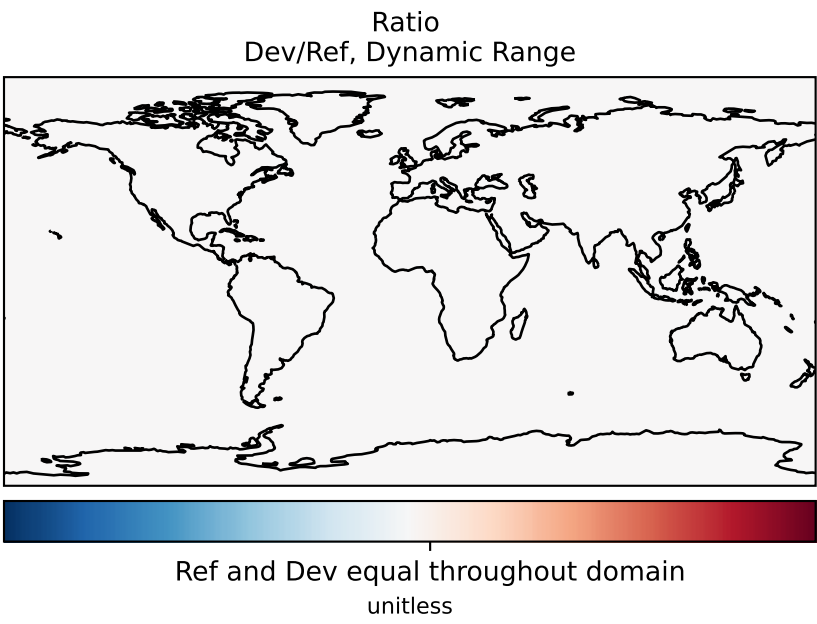 Ratio
Dev/Ref, Dynamic Range
Ref and Dev equal throughout domain
unitless